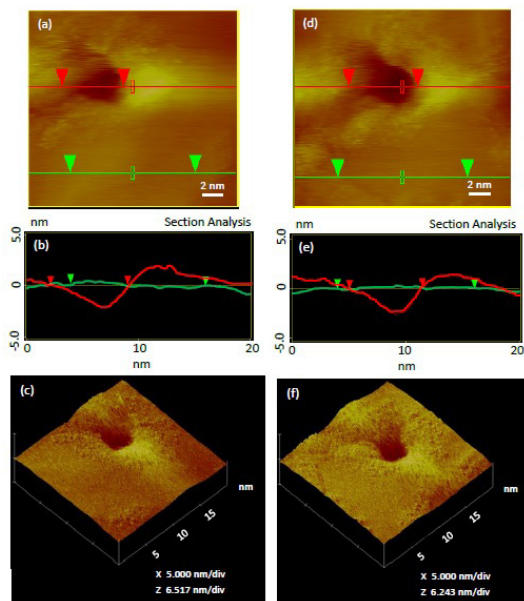 (a)
2 nm
(d)
2 nm
nm Section Analysis
(b)
5.0
0
-5.0
0 10 20
nm
nm Section Analysis
(e)
5.0
0
-5.0
0 10 20
nm
(c)
nm
5 10 15
X 5.000 nm/div
Z 6.517 nm/div
(f)
nm
5 10 15
X 5.000 nm/div
Z 6.243 nm/div